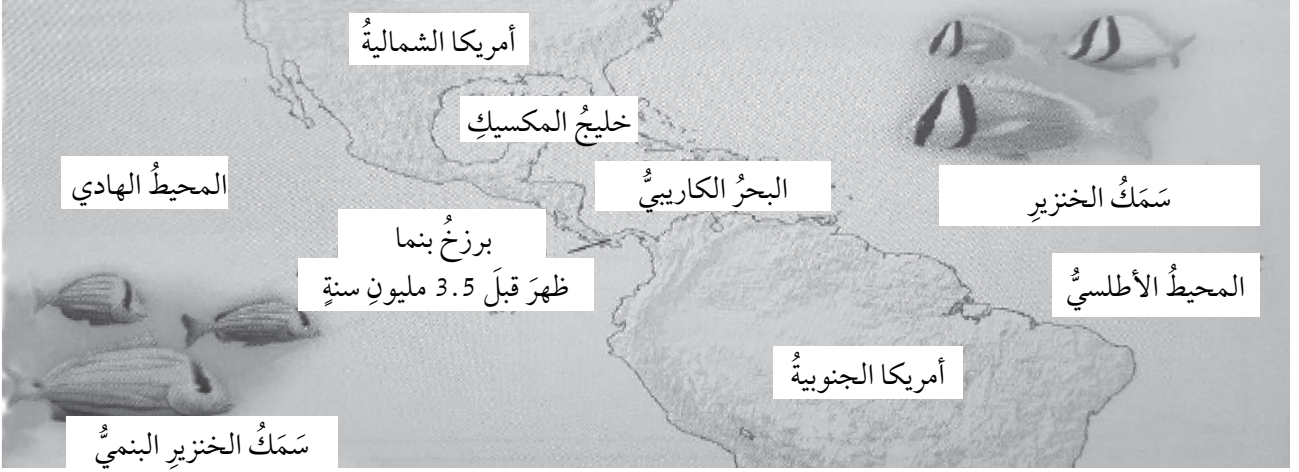 أمريكا الشماليةُ
خليجُ المكسيكِ
البحرُ الكاريبيُّ
المحيطُ الهادي
سَمَكُ الخنزيرِ
برزخُ بنما
ظهرَ قبلَ 3.5 مليونِ سنةٍ
المحيطُ الأطلسيُّ
أمريكا الجنوبيةُ
سَمَكُ الخنزيرِ البنميُّ